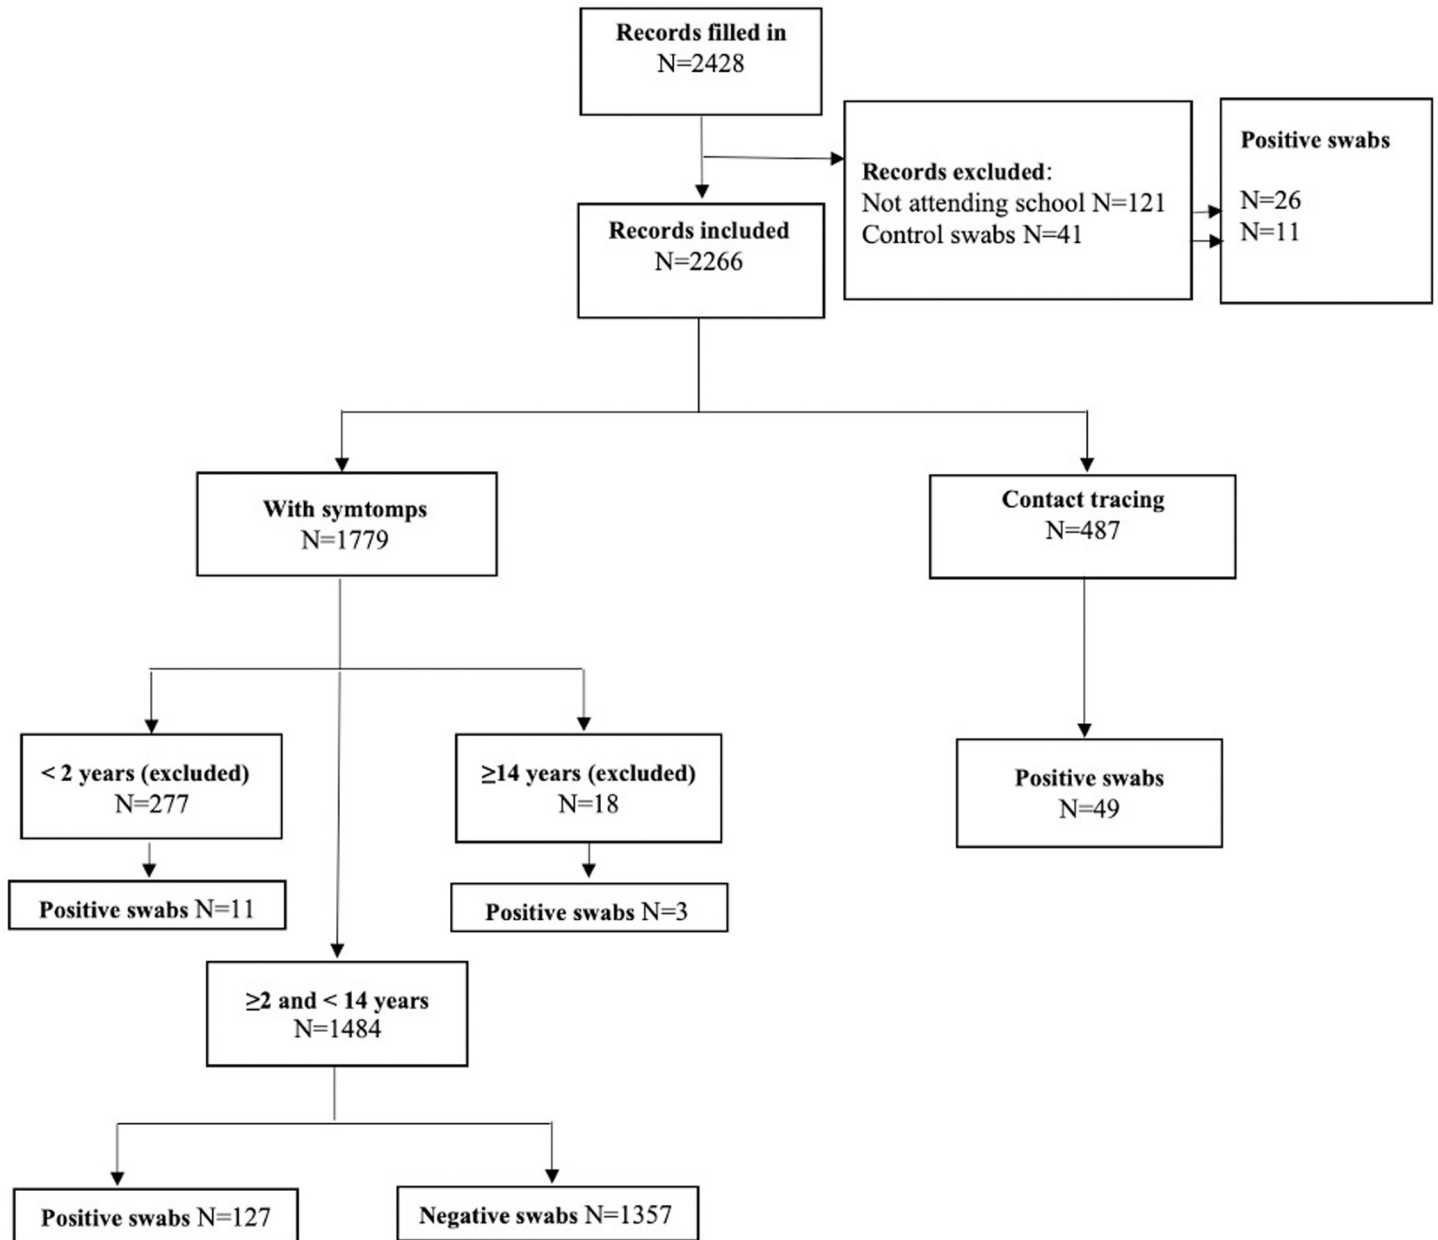 Records filled in
N=2428
Records excluded:
Not attending school N=121
Control swabs N=41
Positive swabs
N=26
N=11
Records included
N=2266
With symtomps
N=1779
Contact tracing
N=487
< 2 years (excluded)
N=277
≥14 years (excluded)
N=18
Positive swabs
N=49
Positive swabs N=11
Positive swabs N=3
≥2 and < 14 years
N=1484
Positive swabs N=127
Negative swabs N=1357